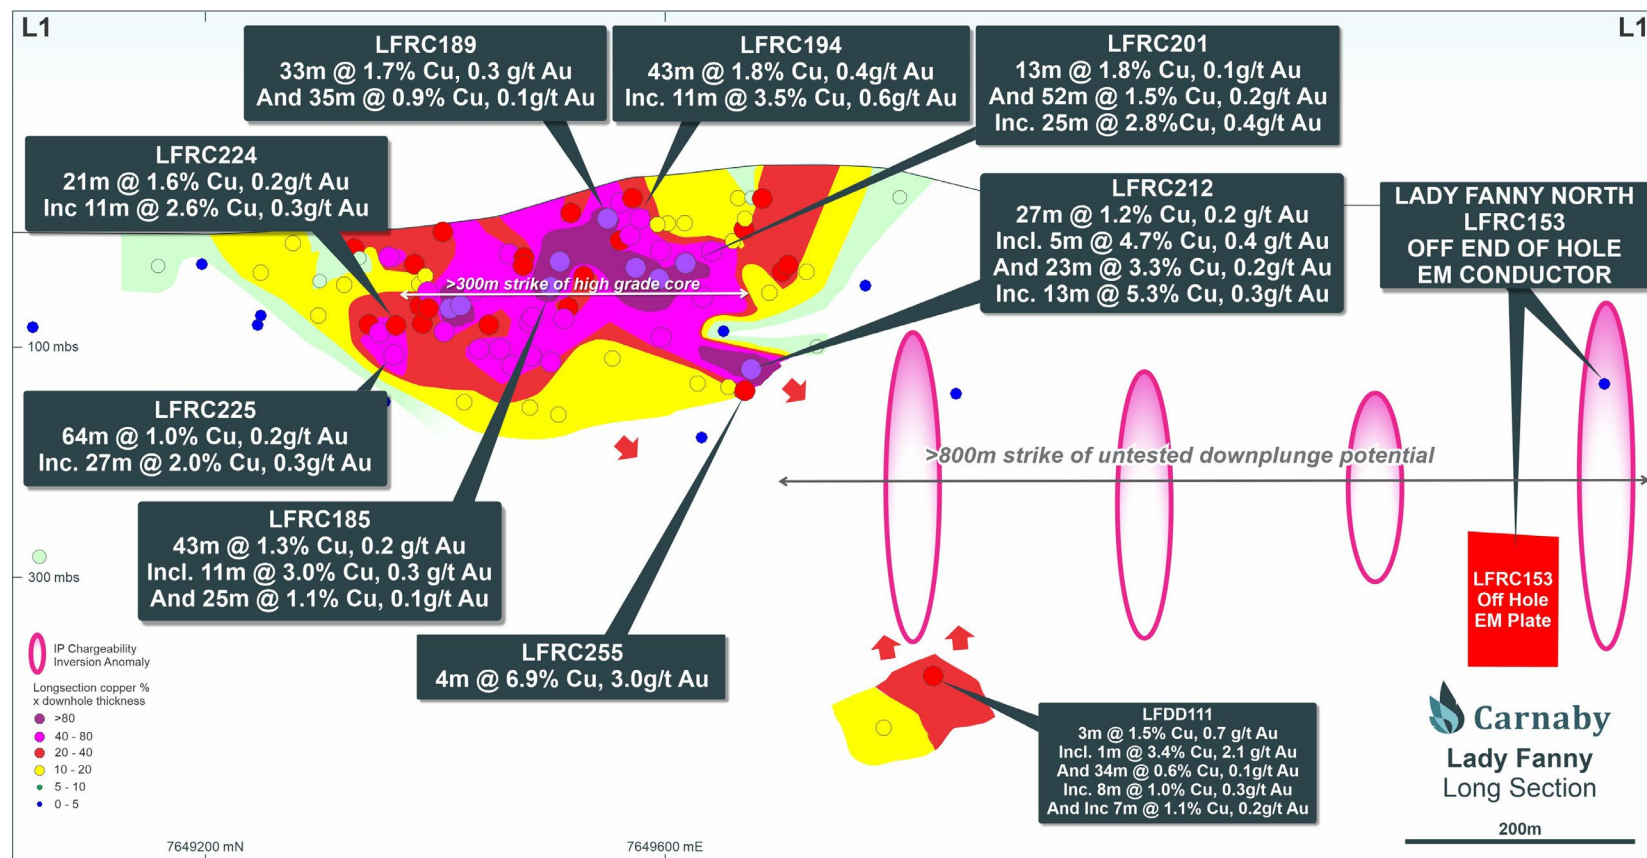 L1
L1
LFRC189
33m @ 1.7% Cu, 0.3 g/t Au
And 35m @ 0.9% Cu, 0.1g/t Au
LFRC194
43m @ 1.8% Cu, 0.4g/t Au
Inc. 11m @ 3.5% Cu, 0.6g/t Au
LFRC201
13m @ 1.8% Cu, 0.1g/t Au
And 52m @ 1.5% Cu, 0.2g/t Au
Inc. 25m @ 2.8%Cu, 0.4g/t Au
LFRC224
21m @ 1.6% Cu, 0.2g/t Au
Inc 11m @ 2.6% Cu, 0.3g/t Au
LFRC212
27m @ 1.2% Cu, 0.2 g/t Au
Incl. 5m @ 4.7% Cu, 0.4 g/t Au
And 23m @ 3.3% Cu, 0.2g/t Au
Inc. 13m @ 5.3% Cu, 0.3g/t Au
LADY FANNY NORTH
LFRC153
OFF END OF HOLE
EM CONDUCTOR
>300m strike of high grade core
100 mbs
LFRC225
64m @ 1.0% Cu, 0.2g/t Au
Inc. 27m @ 2.0% Cu, 0.3g/t Au
>800m strike of untested downplunge potential
LFRC185
43m @ 1.3% Cu, 0.2 g/t Au
Incl. 11m @ 3.0% Cu, 0.3 g/t Au
And 25m @ 1.1% Cu, 0.1g/t Au
300 mbs
LFRC153
Off Hole
EM Plate
LFRC255
4m @ 6.9% Cu, 3.0g/t Au
IP Chargeability
Inversion Anomaly
Longsection copper %
x downhole thickness
>80
40 - 80
20 - 40
10 - 20
5 - 10
0 - 5
LFDD111
3m @ 1.5% Cu, 0.7 g/t Au
Incl. 1m @ 3.4% Cu, 2.1 g/t Au
And 34m @ 0.6% Cu, 0.1g/t Au
Inc. 8m @ 1.0% Cu, 0.3g/t Au
And Inc 7m @ 1.1% Cu, 0.2g/t Au
Carnaby
Lady Fanny
Long Section
200m
7649200 mN
7649600 mE